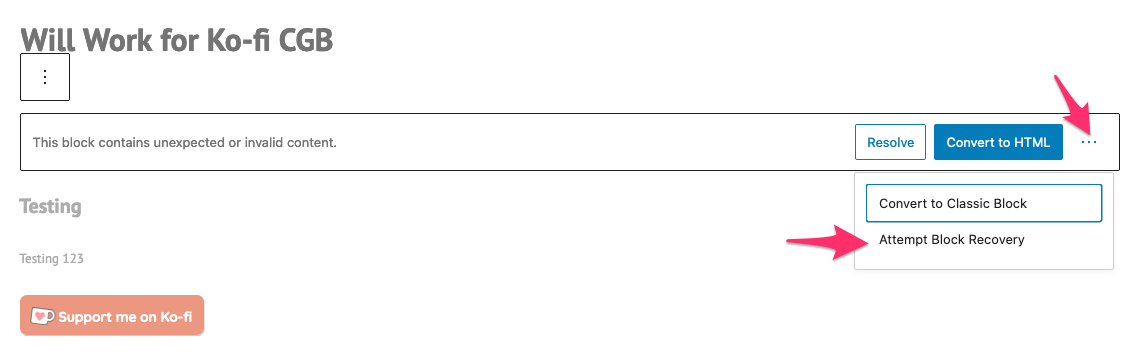 Will Work for Ko-fi CGB
This block contains unexpected or invalid content.
Resolve
Convert to HTML
Convert to Classic Block
Attempt Block Recovery
Testing
Testing 123
Support me on Ko-fi